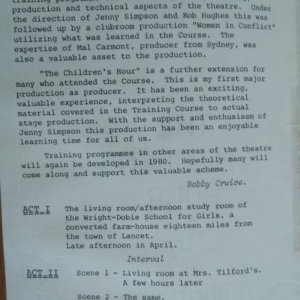 training progra
production and technical aspects of the theatre. Under
the direction of Jenny Simpson and Rob Hughes this was
followed up by a clubroom production "Women in Conflict"
utilizing what was learned in the Course. The
expertise of Mal Carmont, producer from Sydney, was
also a valuable asset to the production.
"The Children's Hour" is a further extension for
many who attended the Course. This is my first major
production for It has been an exciting,
valuable experience, interpreting the theoretical
material covered in the Training Course to actual
stage production. With the support and enthusiasm of
Jenny Simpson this production has been an enjoyable
learning time for all of us.
Training programmes in other areas of the theatre
will again be developed in 1980. Hopefully many will
come along and support this valuable scheme.
Bobby Cruise.
ACT I The living room/afternoon study room of
the Wright-Dobie School for Girls, a
converted farm-house eighteen miles from
the town of Lancet.
Late afternoon in April.
Interval
ACT II Scene 1 - Living room at Mrs. Tilford's.
A few hours later
Scene 2 - The same.